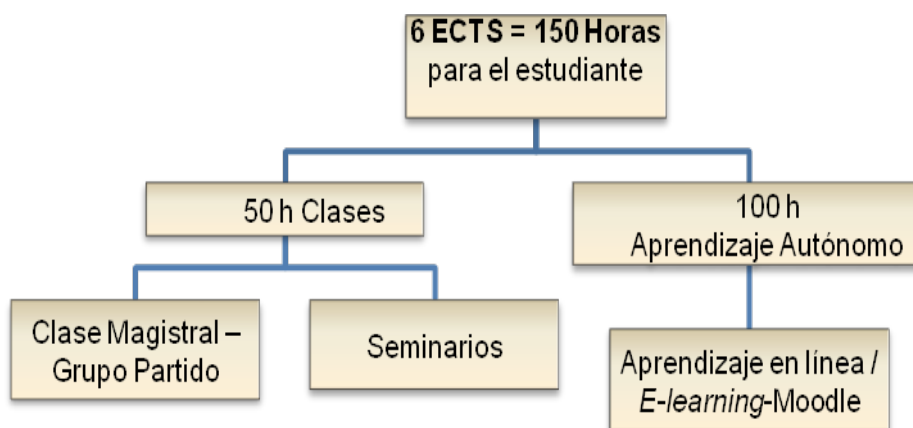 6 ECTS = 150 Horas
para el estudiante
50 h Clases
100 h
Aprendizaje Autónomo
Clase Magistral –
Grupo Partido
Seminarios
Aprendizaje en línea /
E-learning-Moodle